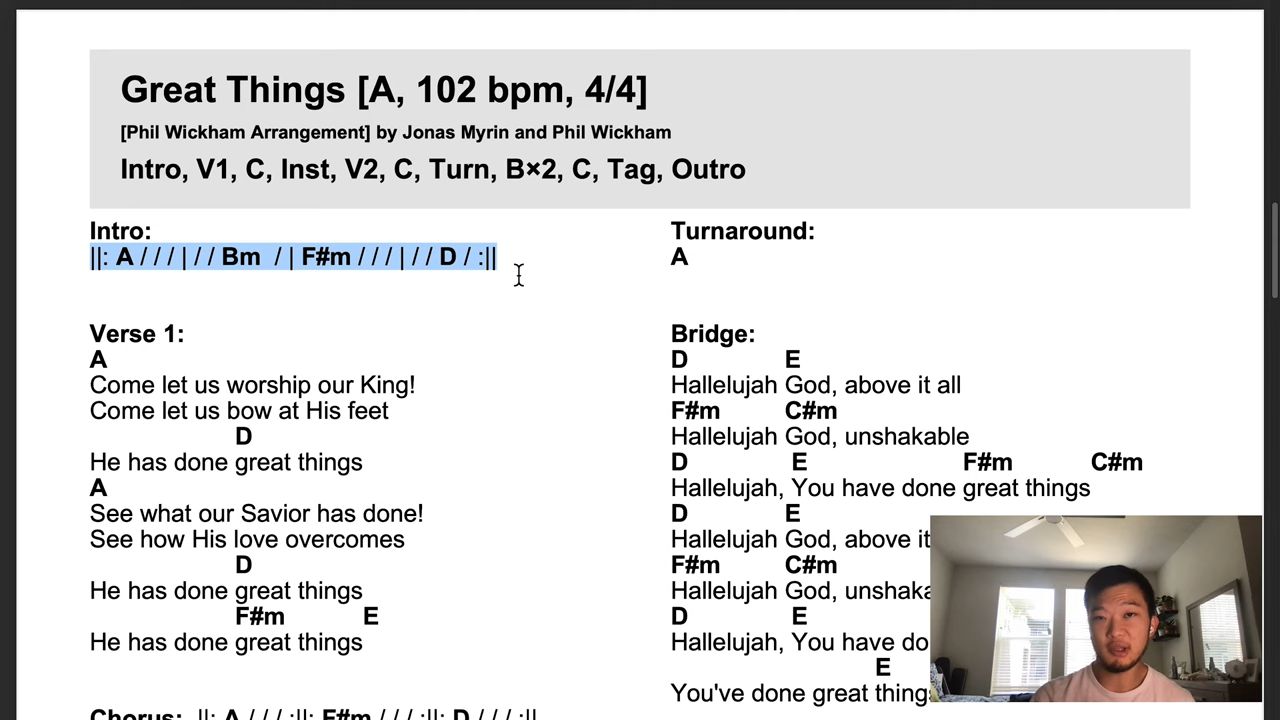 Great Things [A, 102 bpm, 4/4]
[Phil Wickham Arrangement] by Jonas Myrin and Phil Wickham
Intro, V1, C, Inst, V2, C, Turn, B×2, C, Tag, Outro
Intro:
||: A / / / | / / Bm / | F#m / / / | / / D / :||
Verse 1:
A
Come let us worship our King!
Come let us bow at His feet
D
He has done great things
A
See what our Savior has done!
See how His love overcomes
D
He has done great things
F#m E
He has done great things
Chorus: ||: A / / / :||: F#m / / / :||: D / / / :||
Turnaround:
A
Bridge:
D E
Hallelujah God, above it all
F#m C#m
Hallelujah God, unshakable
D E F#m C#m
Hallelujah, You have done great things
D E
Hallelujah God, above it
F#m C#m
Hallelujah God,
D E
Hallelujah, You have
E
You've done great